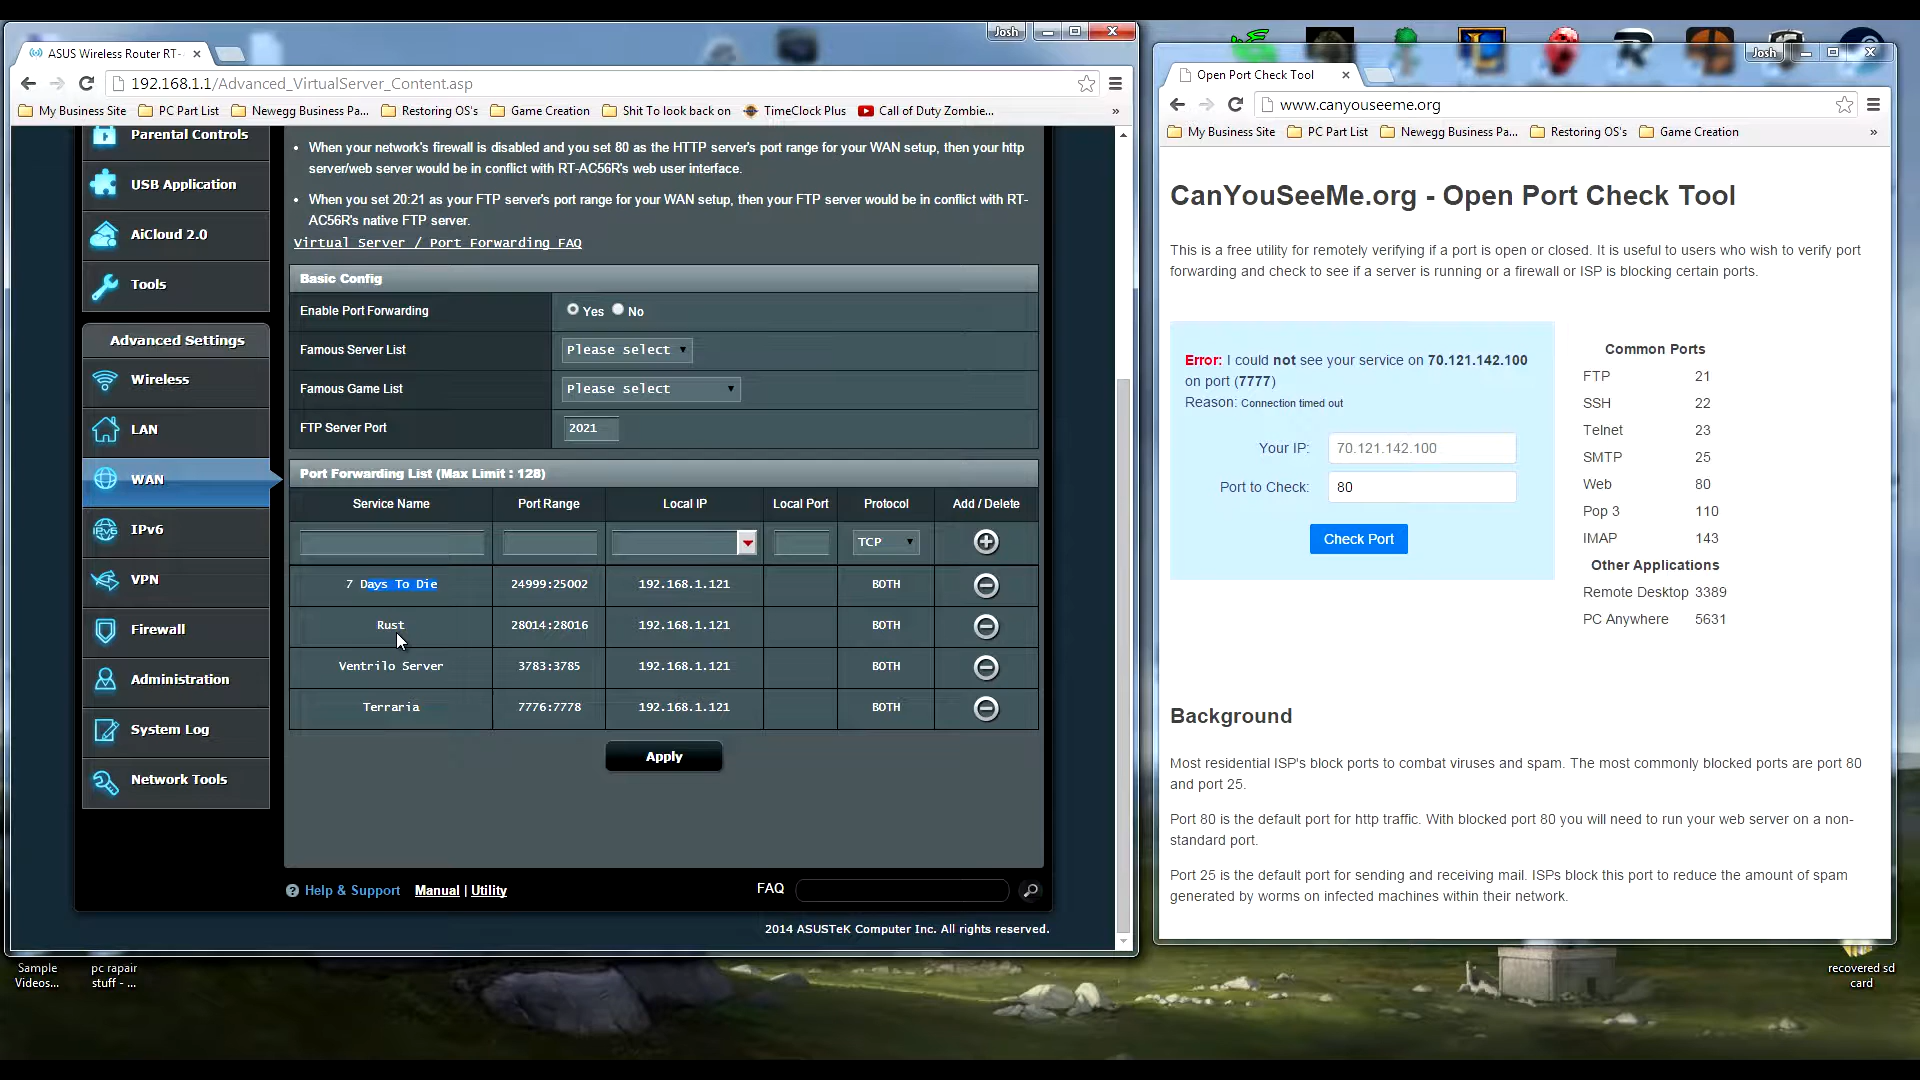 Josh
ASUS Wireless Router RT-
192.168.1.1/Advanced_VirtualServer_Content.asp
My Business Site
PC Part List
Newegg Business Pa...
Restoring OS's
Game Creation
Shit To look back on
TimeClock Plus
Call of Duty Zombie...
»
Parental Controls
USB Application
AiCloud 2.0
Tools
Advanced Settings
Wireless
LAN
WAN
IPv6
VPN
Firewall
Administration
System Log
Network Tools
• When your network's firewall is disabled and you set 80 as the HTTP server's port range for your WAN setup, then your http
server/web server would be in conflict with RT-AC56R's web user interface.
• When you set 20:21 as your FTP server's port range for your WAN setup, then your FTP server would be in conflict with RT-
AC56R's native FTP server.
Virtual Server / Port Forwarding FAQ
Basic Config
Enable Port Forwarding Yes No
Famous Server List Please select
Famous Game List Please select
FTP Server Port 2021
Port Forwarding List (Max Limit : 128)
Service Name Port Range Local IP Local Port Protocol Add / Delete
TCP
7 Days To Die 24999:25002 192.168.1.121 BOTH
Rust 28014:28016 192.168.1.121 BOTH
Ventrilo Server 3783:3785 192.168.1.121 BOTH
Terraria 7776:7778 192.168.1.121 BOTH
Apply
Help & Support Manual | Utility FAQ
2014 ASUSTeK Computer Inc. All rights reserved.
Josh
Open Port Check Tool
www.canyouseeme.org
My Business Site
PC Part List
Newegg Business Pa...
Restoring OS's
Game Creation
»
CanYouSeeMe.org - Open Port Check Tool
This is a free utility for remotely verifying if a port is open or closed. It is useful to users who wish to verify port
forwarding and check to see if a server is running or a firewall or ISP is blocking certain ports.
Error: I could not see your service on 70.121.142.100
on port (7777)
Reason: Connection timed out
Your IP: 70.121.142.100
Port to Check: 80
Check Port
Common Ports
FTP 21
SSH 22
Telnet 23
SMTP 25
Web 80
Pop 3 110
IMAP 143
Other Applications
Remote Desktop 3389
PC Anywhere 5631
Background
Most residential ISP's block ports to combat viruses and spam. The most commonly blocked ports are port 80
and port 25.
Port 80 is the default port for http traffic. With blocked port 80 you will need to run your web server on a non-
standard port.
Port 25 is the default port for sending and receiving mail. ISPs block this port to reduce the amount of spam
generated by worms on infected machines within their network.
Sample
Videos...
pc rapair
stuff - ...
recovered sd
card